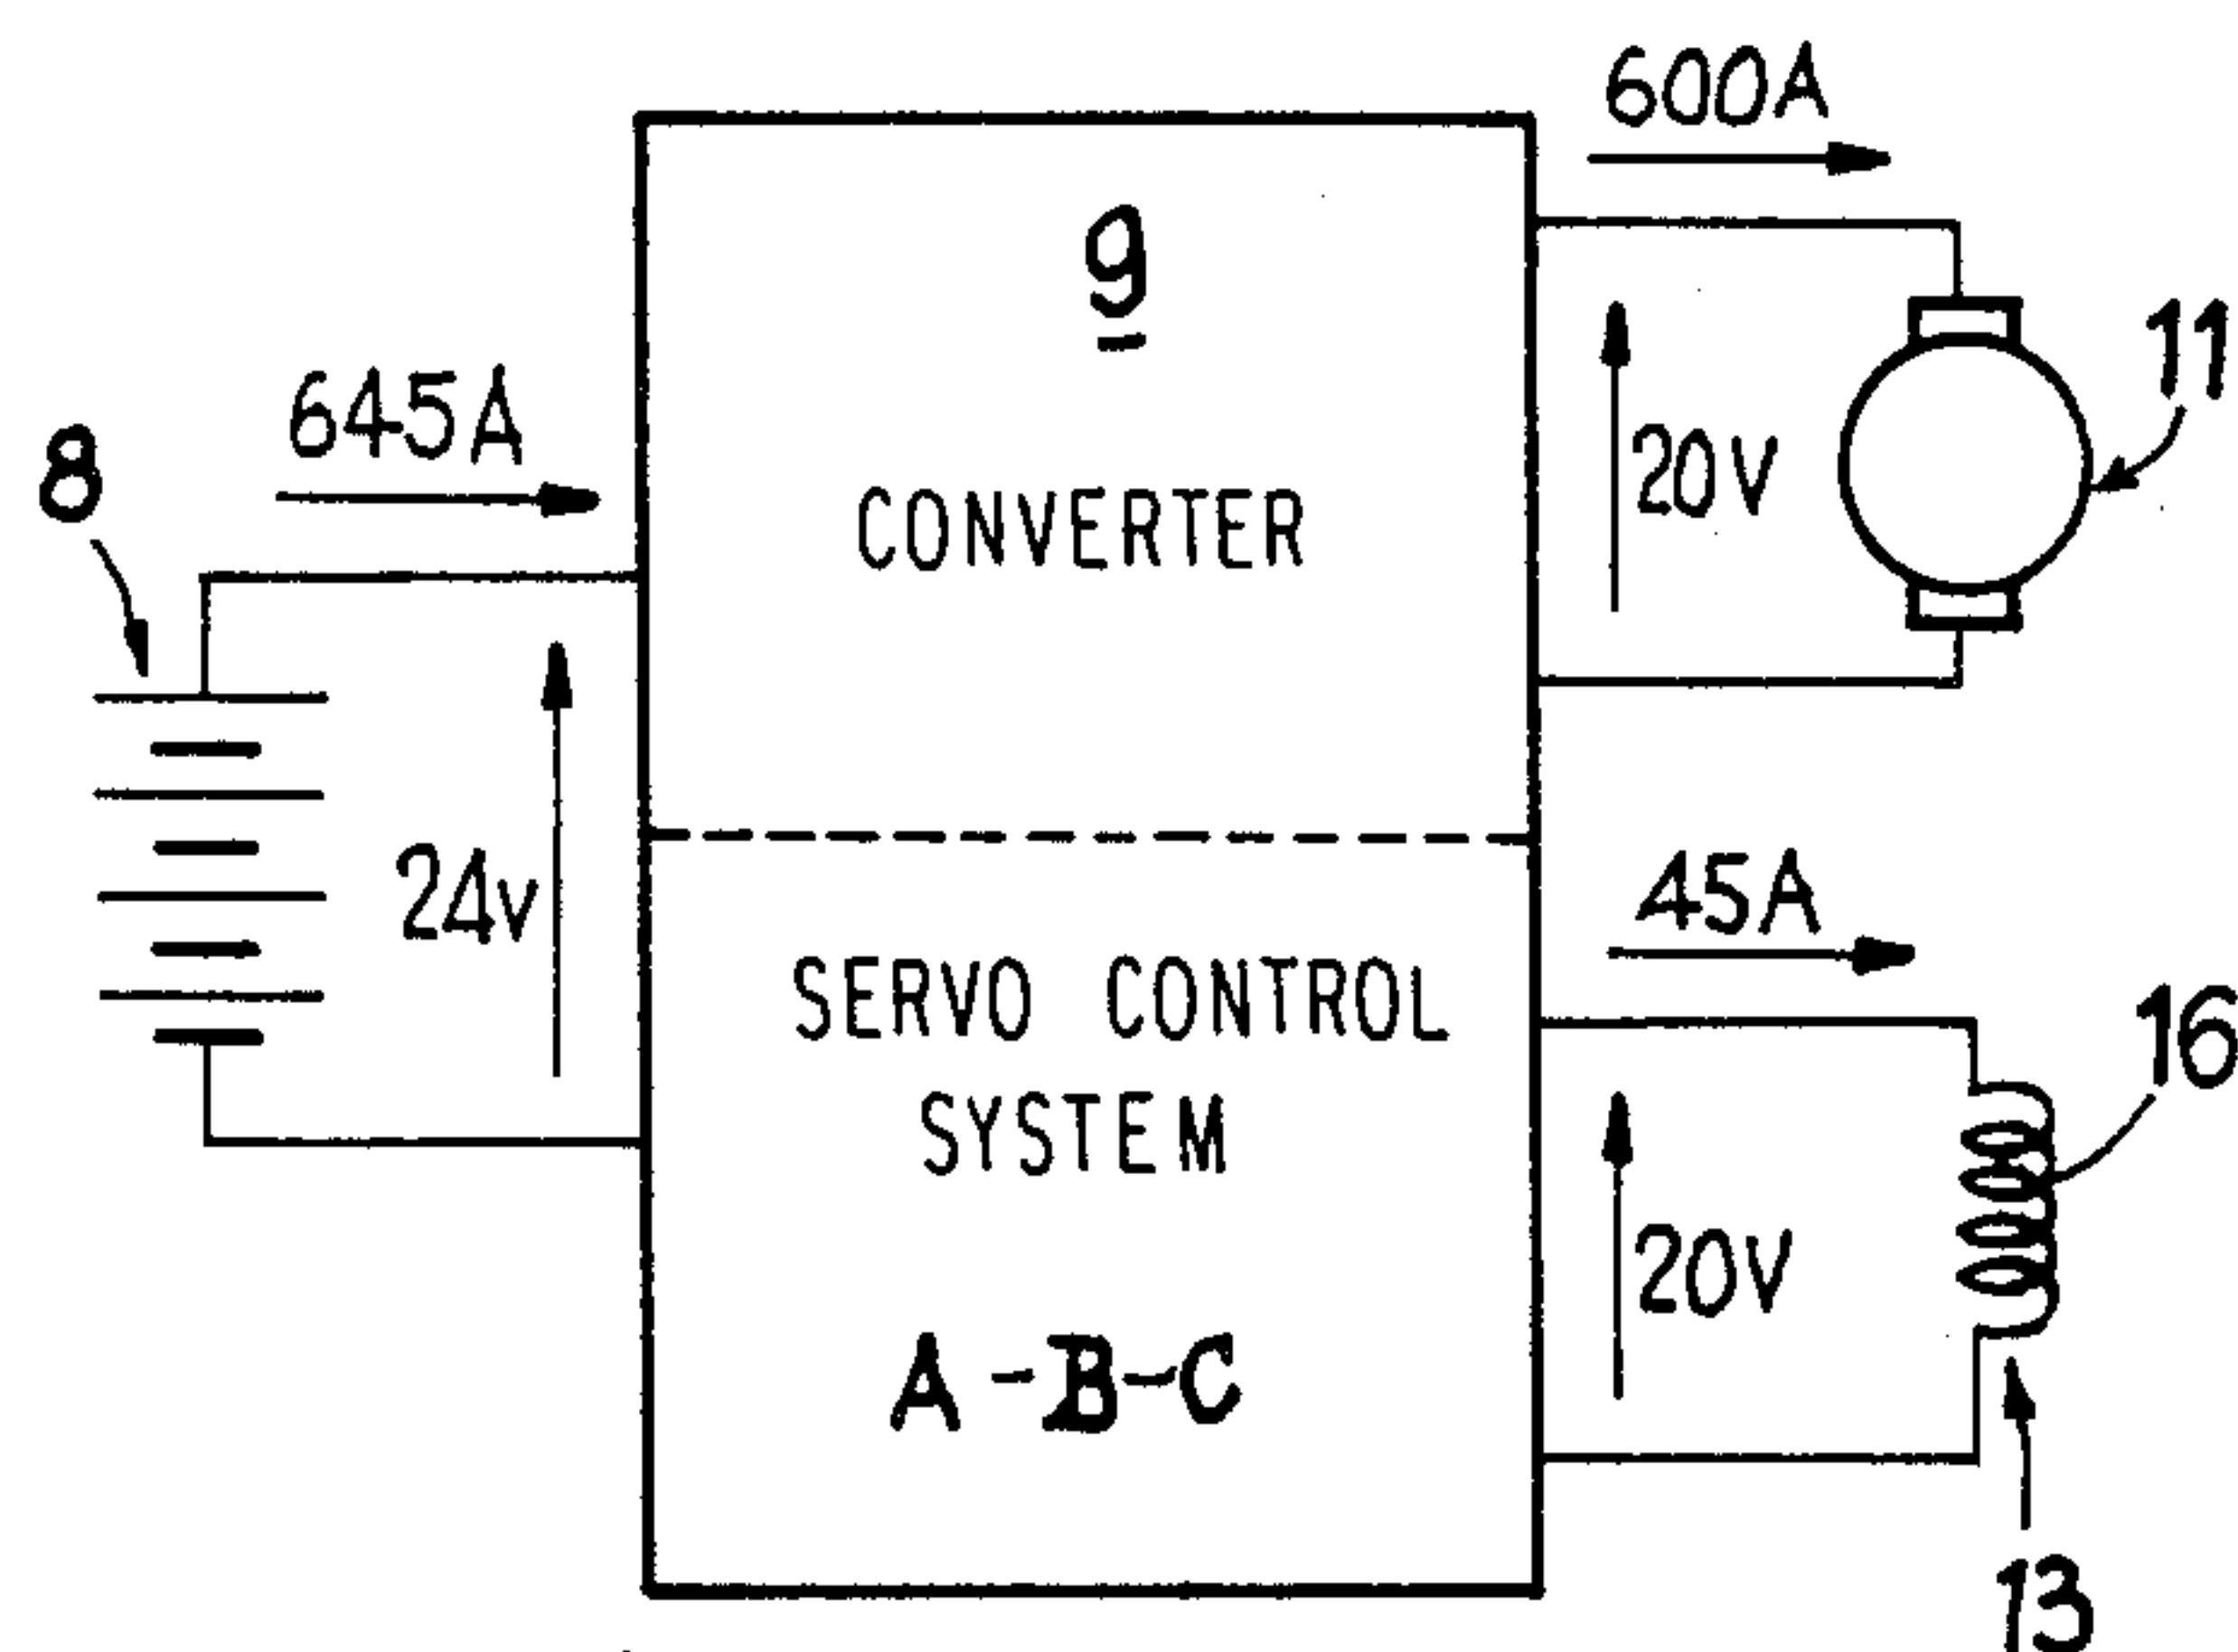 600A
9
11
645A
8
20V
CONVERTER
24v
45A
SERVO CONTROL
SYSTEM
16
20V
A-B-C
13